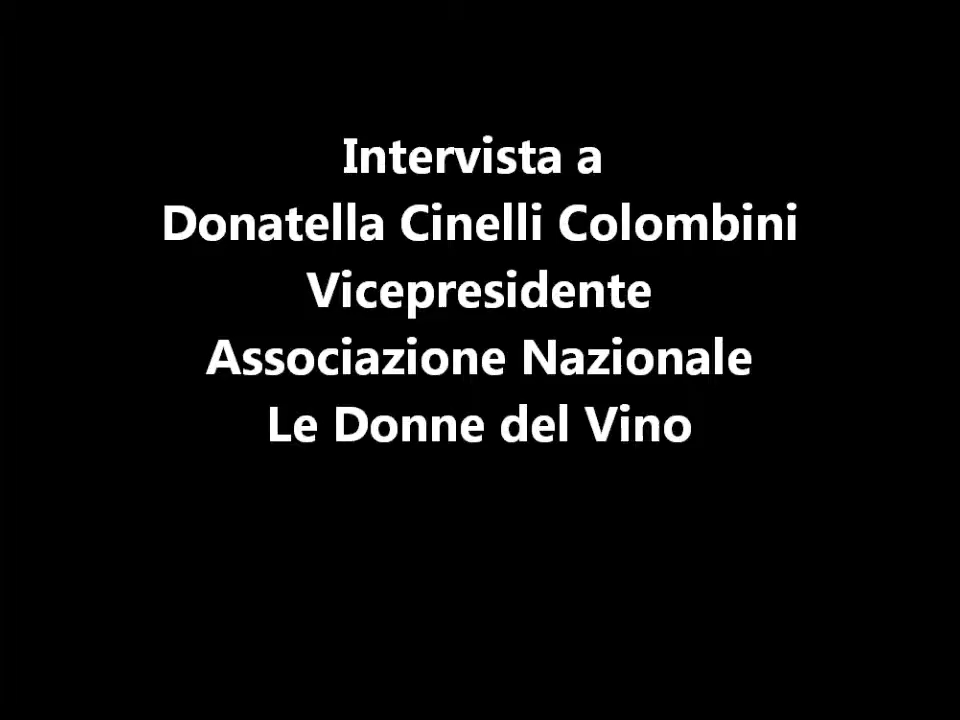 Intervista a
Donatella Cinelli Colombini
Vicepresidente
Associazione Nazionale
Le Donne del Vino